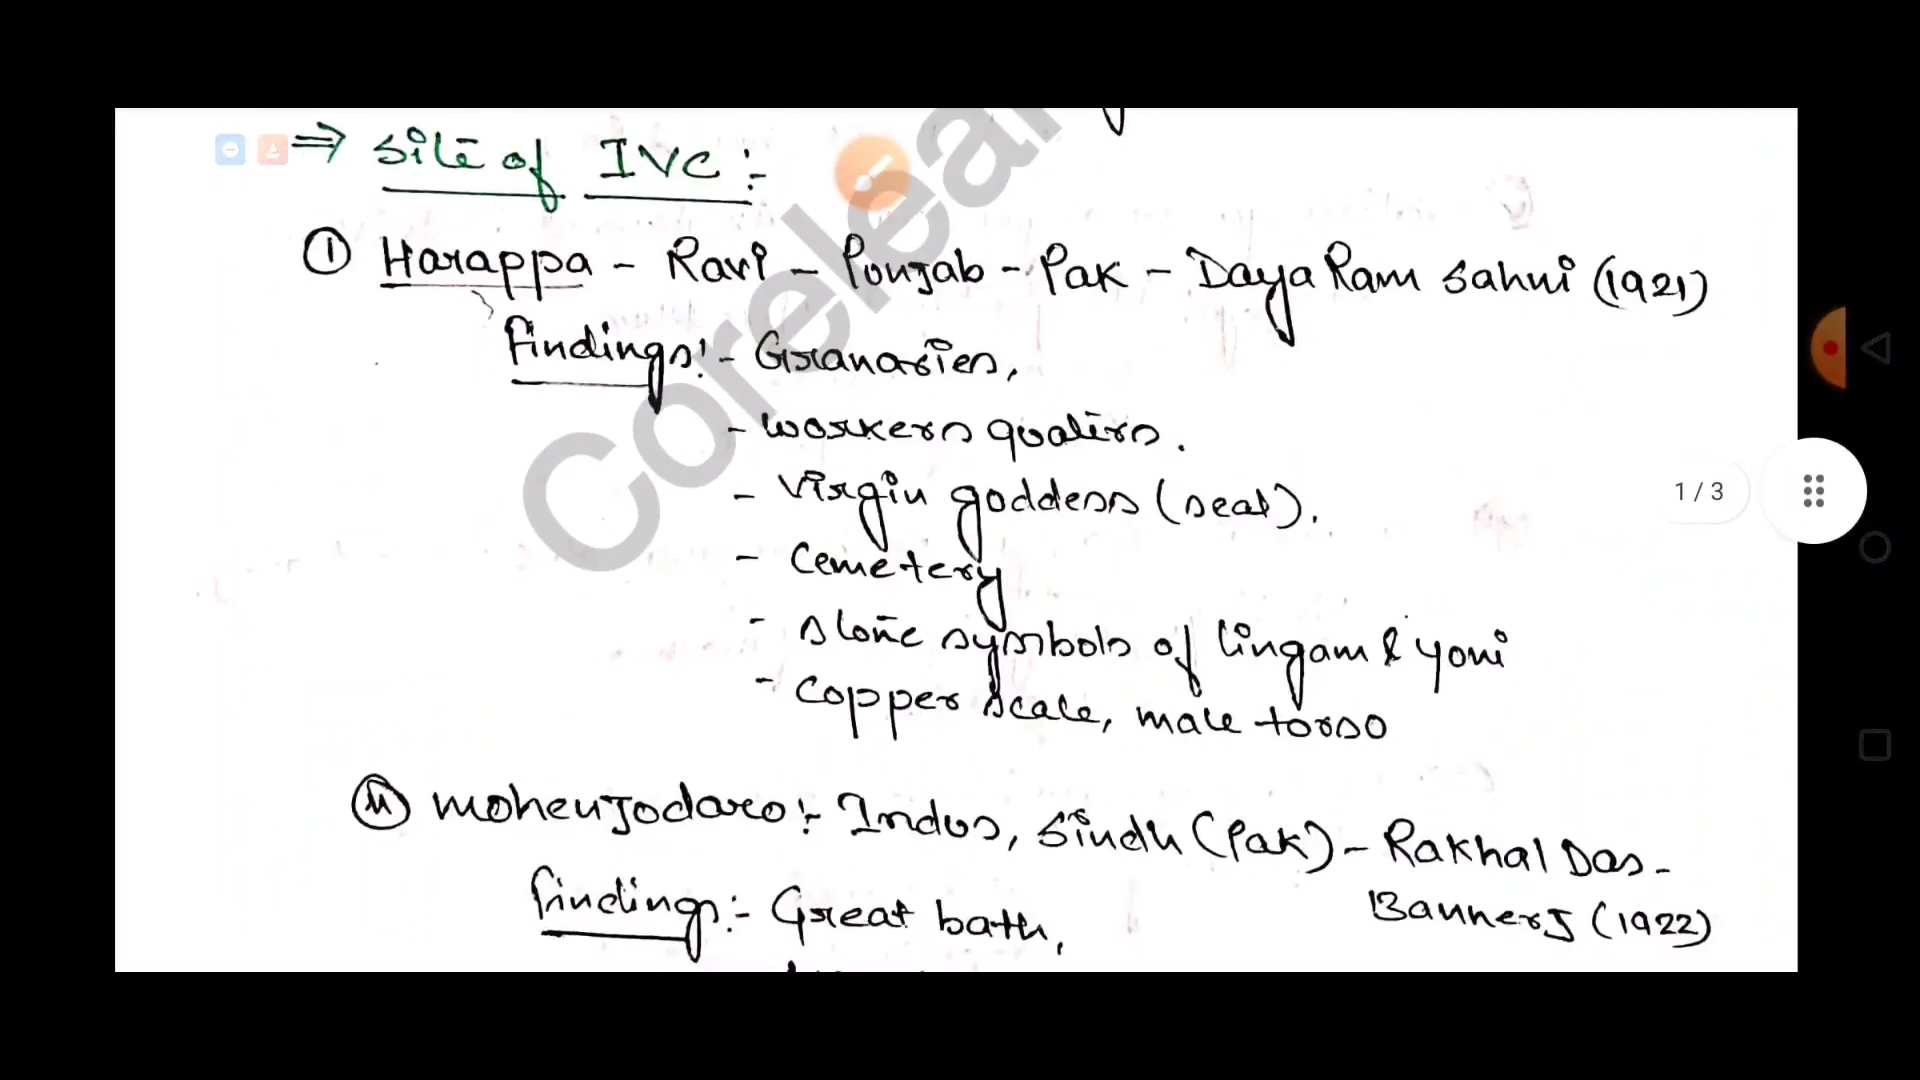 ⇒ Site of IVC :-
① Harappa - Ravi - Punjab - Pak - Daya Ram Sahni (1921)
findings:- Granaries,
- workers quaters.
- Virgin goddess (seal).
- Cemetery
- stone symbols of lingam & yoni
- copper scale, male torso
(ii) mohenjodaro:- Indus, Sindh (Pak) - Rakhal Das -
Banner J (1922)
findings:- Great bath,
Corelear
1 / 3